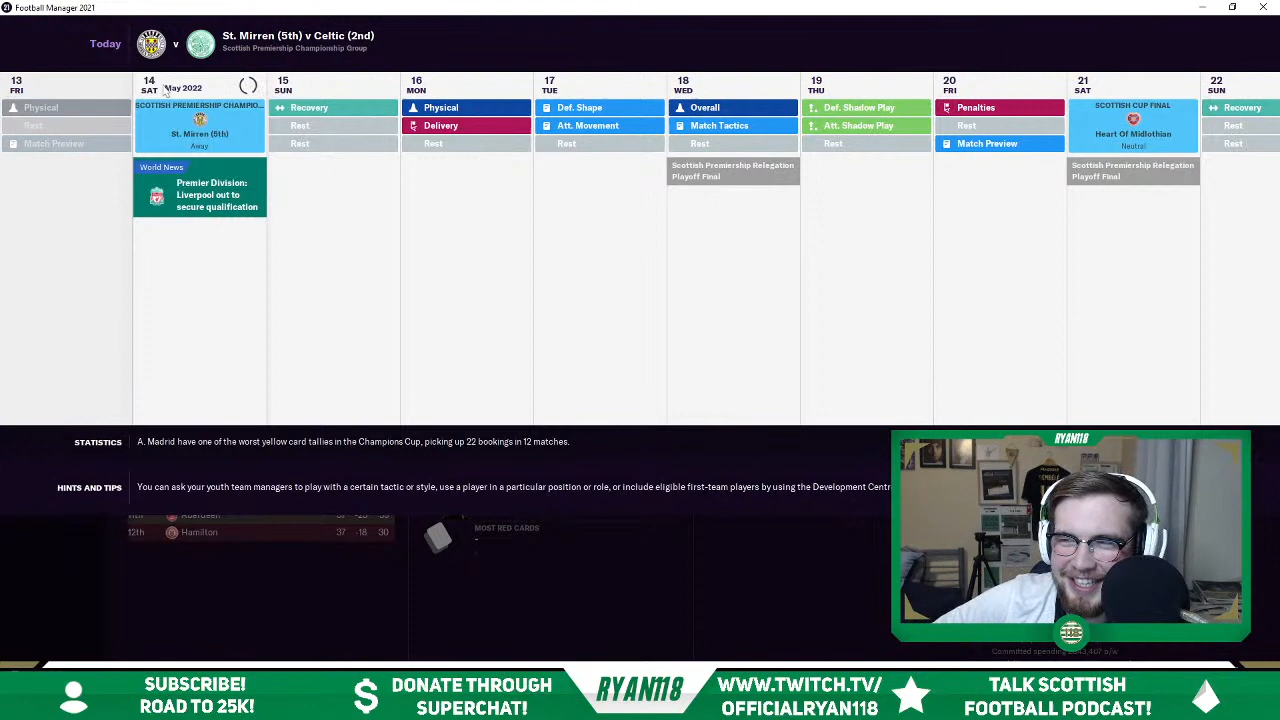 Football Manager 2021
Today
v
St. Mirren (5th) v Celtic (2nd)
Scottish Premiership Championship Group
13
FRI
Physical
Rest
Match Preview
14
SAT
May 2022
SCOTTISH PREMIERSHIP CHAMPIO...
St. Mirren (5th)
Away
World News
Premier Division:
Liverpool out to
secure qualification
15
SUN
Recovery
Rest
Rest
16
MON
Physical
Delivery
Rest
17
TUE
Def. Shape
Att. Movement
Rest
18
WED
Overall
Match Tactics
Rest
Scottish Premiership Relegation
Playoff Final
19
THU
Def. Shadow Play
Att. Shadow Play
Rest
20
FRI
Penalties
Rest
Match Preview
21
SAT
SCOTTISH CUP FINAL
Heart Of Midlothian
Neutral
Scottish Premiership Relegation
Playoff Final
22
SUN
Recovery
Rest
Rest
STATISTICS
A. Madrid have one of the worst yellow card tallies in the Champions Cup, picking up 22 bookings in 12 matches.
HINTS AND TIPS
You can ask your youth team managers to play with a certain tactic or style, use a player in a particular position or role, or include eligible first-team players by using the Development Centr
Aberdeen
12th Hamilton 37 -18 30
MOST RED CARDS
RYAN118
118
SUBSCRIBE!
ROAD TO 25K!
DONATE THROUGH
SUPERCHAT!
RYAN118
WWW.TWITCH.TV/
OFFICIALRYAN118
TALK SCOTTISH
FOOTBALL PODCAST!